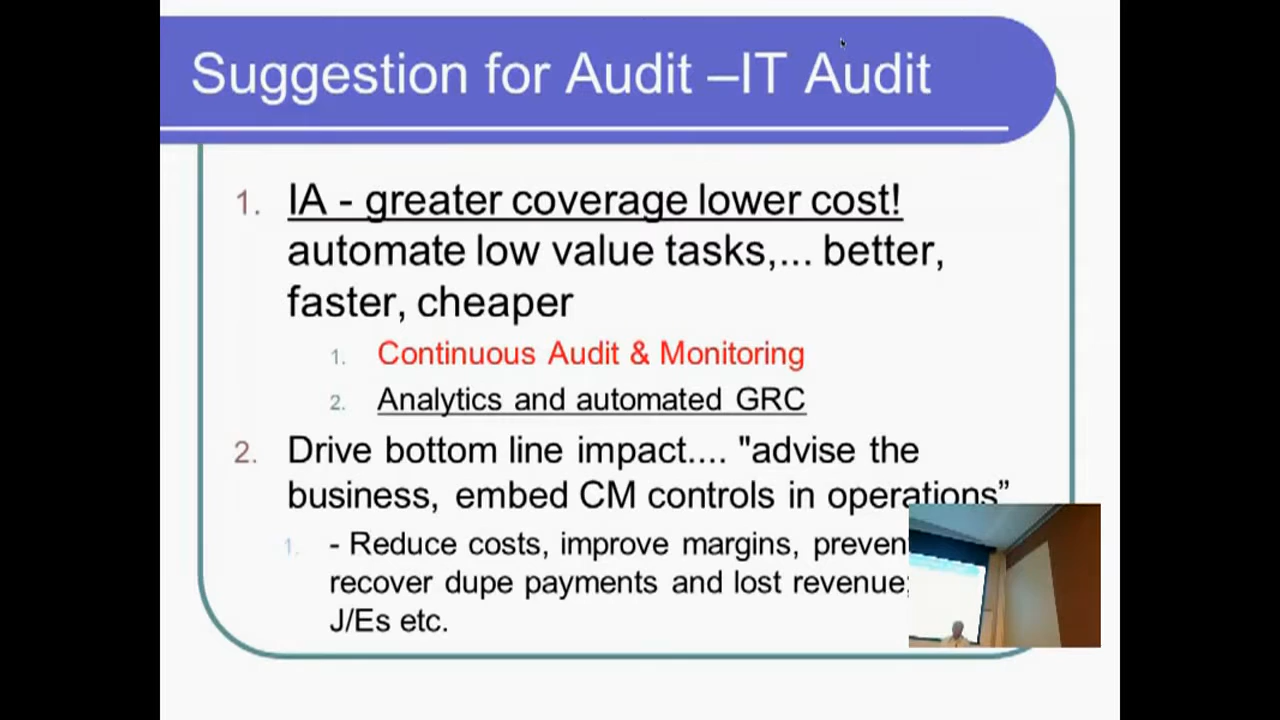 Suggestion for Audit –IT Audit
1. IA - greater coverage lower cost!
automate low value tasks,... better,
faster, cheaper
1. Continuous Audit & Monitoring
2. Analytics and automated GRC
2. Drive bottom line impact.... "advise the
business, embed CM controls in operations”
1. - Reduce costs, improve margins,
recover dupe payments and lost revenue;
J/Es etc.